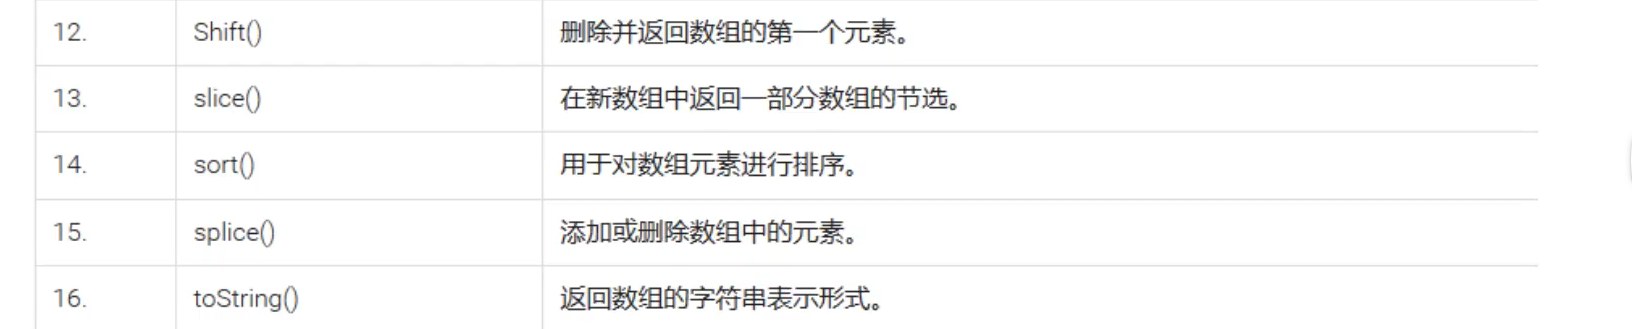 12. Shift() 删除并返回数组的第一个元素。
13. slice() 在新数组中返回一部分数组的节选。
14. sort() 用于对数组元素进行排序。
15. splice() 添加或删除数组中的元素。
16. toString() 返回数组的字符串表示形式。